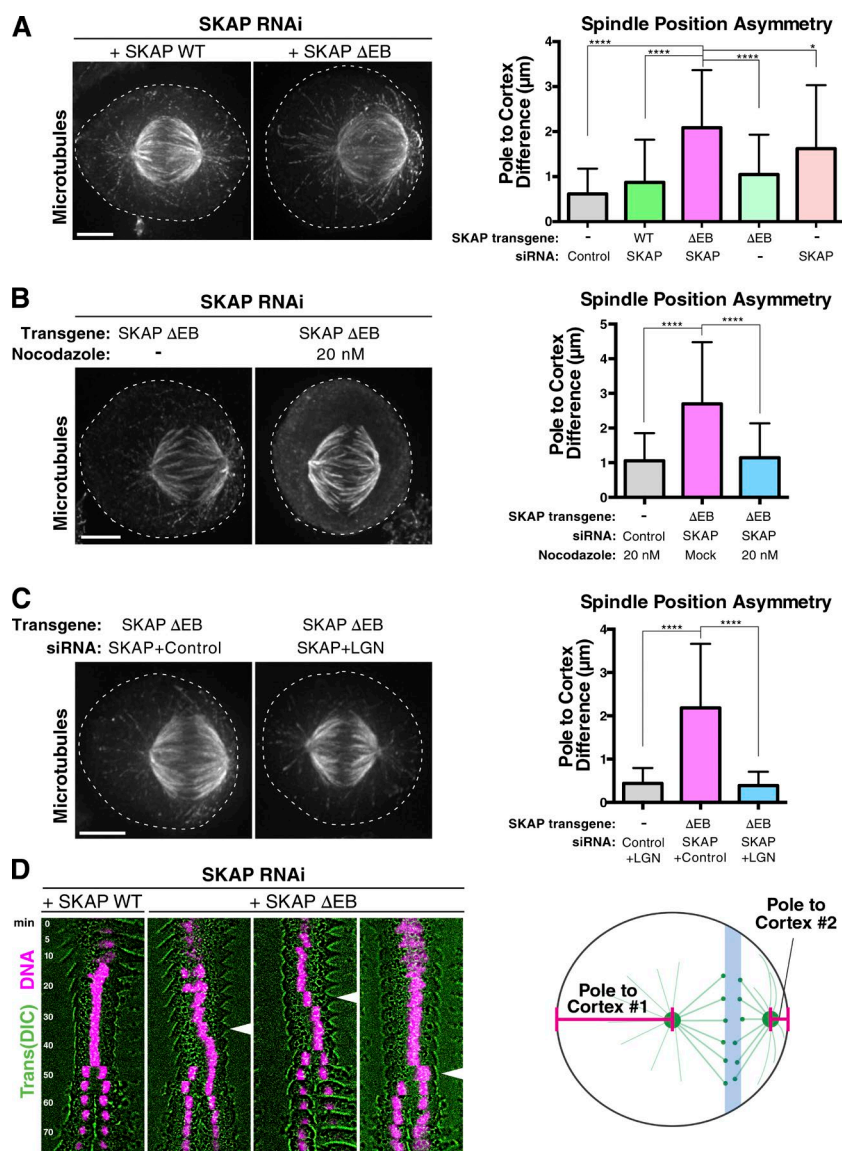 A
SKAP RNAi
+ SKAP WT
+ SKAP ΔEB
Microtubules
Spindle Position Asymmetry
Pole to Cortex
Difference (μm)
4
3
2
1
0
****
****
****
*
SKAP transgene: - WT ΔEB ΔEB -
siRNA: Control SKAP SKAP - SKAP
B
SKAP RNAi
Transgene: SKAP ΔEB SKAP ΔEB
Nocodazole: - 20 nM
Microtubules
Spindle Position Asymmetry
Pole to Cortex
Difference (μm)
5
4
3
2
1
0
****
****
SKAP transgene: - ΔEB ΔEB
siRNA: Control SKAP SKAP
Nocodazole: 20 nM Mock 20 nM
C
Transgene: SKAP ΔEB SKAP ΔEB
siRNA: SKAP+Control SKAP+LGN
Microtubules
Spindle Position Asymmetry
Pole to Cortex
Difference (μm)
4
3
2
1
0
****
****
SKAP transgene: - ΔEB ΔEB
siRNA: Control SKAP SKAP
+LGN +Control +LGN
D
SKAP RNAi
+ SKAP WT
+ SKAP ΔEB
min
0
5
10
20
30
40
50
60
70
Trans(DIC) DNA
Pole to
Cortex #1
Pole to
Cortex #2